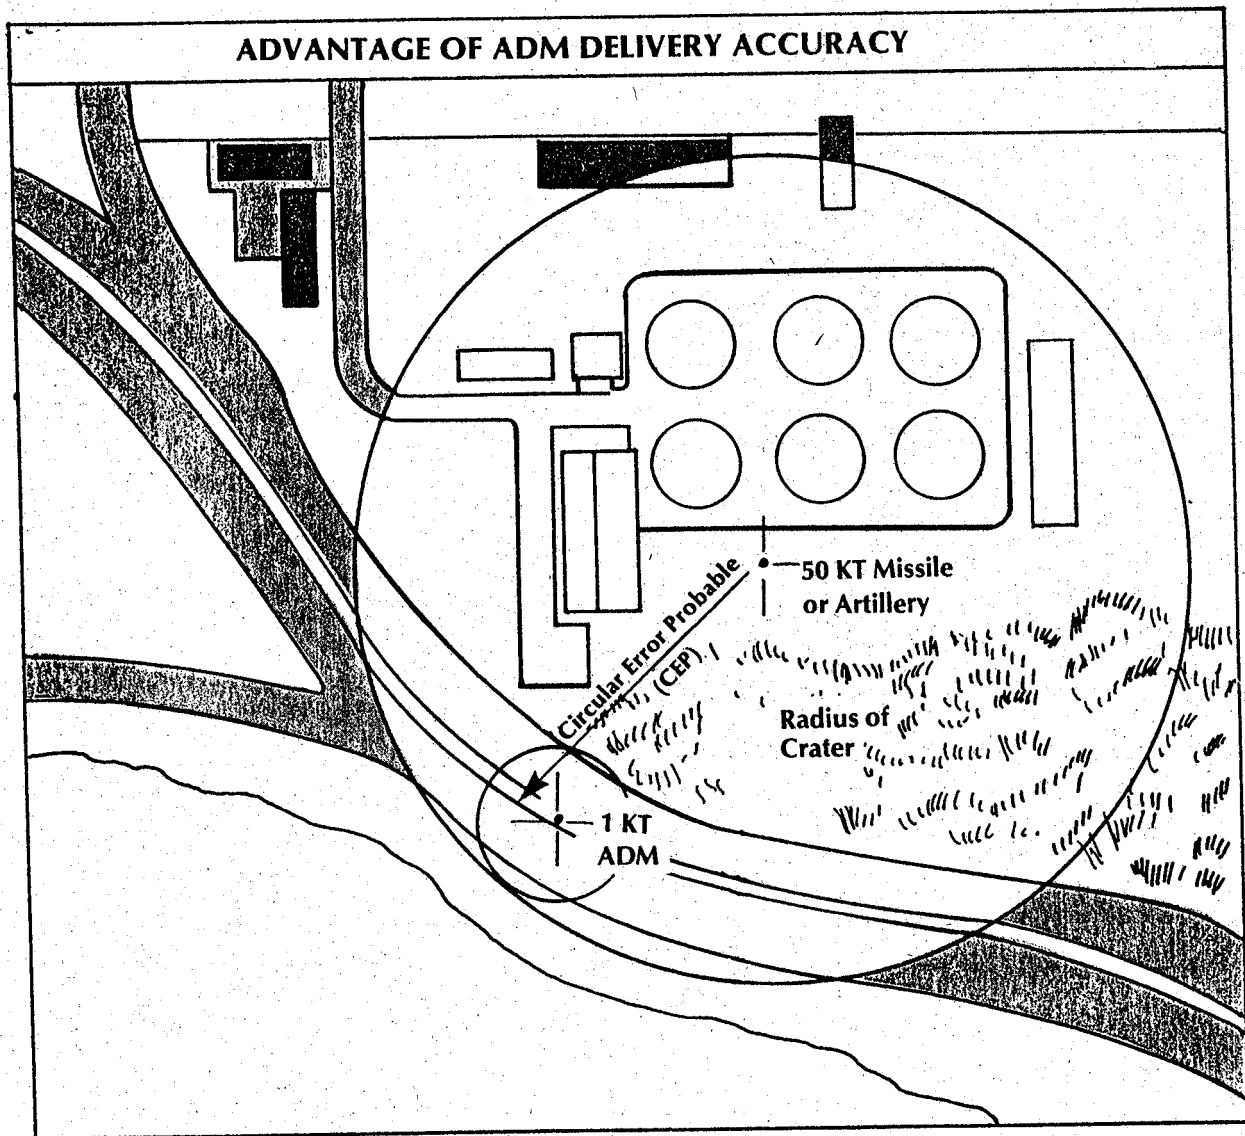 ADVANTAGE OF ADM DELIVERY ACCURACY
50 KT Missile
or Artillery
Circular Error Probable
(CEP)
Radius of
Crater
1 KT
ADM